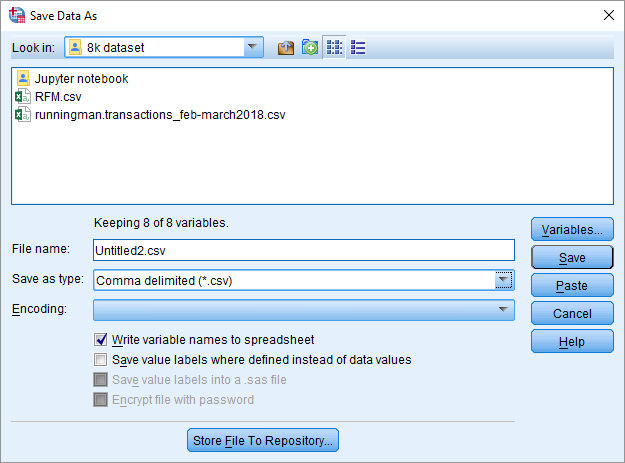 Save Data As
Look in: 8k dataset
Jupyter notebook
RFM.csv
runningman.transactions_feb-march2018.csv
Keeping 8 of 8 variables.
Variables...
File name: Untitled2.csv
Save
Save as type: Comma delimited (*.csv)
Paste
Encoding:
Cancel
Write variable names to spreadsheet
Help
Save value labels where defined instead of data values
Save value labels into a .sas file
Encrypt file with password
Store File To Repository...